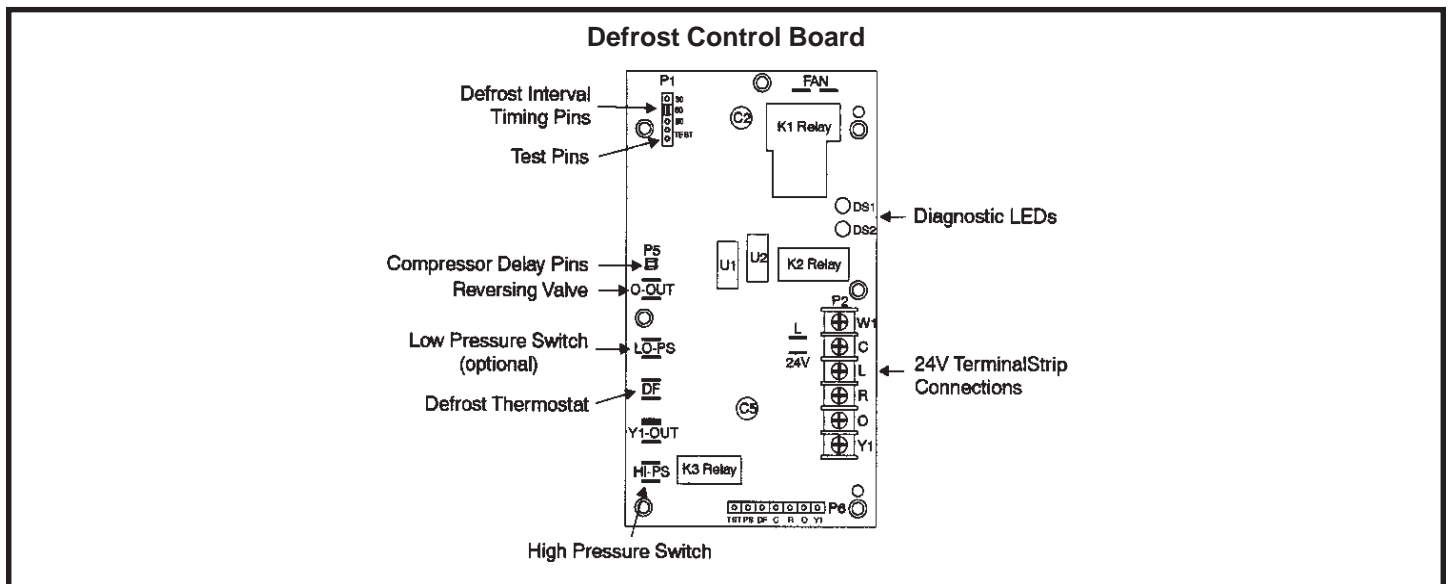 Defrost Control Board
P1
FAN
Defrost Interval
Timing Pins
30
60
90
TEST
C2
K1 Relay
Test Pins
DS1
Diagnostic LEDs
DS2
P5
U1
U2
K2 Relay
Compressor Delay Pins
Reversing Valve
O-OUT
P2
W1
Low Pressure Switch
(optional)
LO-PS
L
24V
C
L
24V TerminalStrip
Connections
Defrost Thermostat
DF
R
C5
O
Y1-OUT
Y1
HI-PS
K3 Relay
P6
TST PS DF C R O Y1
High Pressure Switch